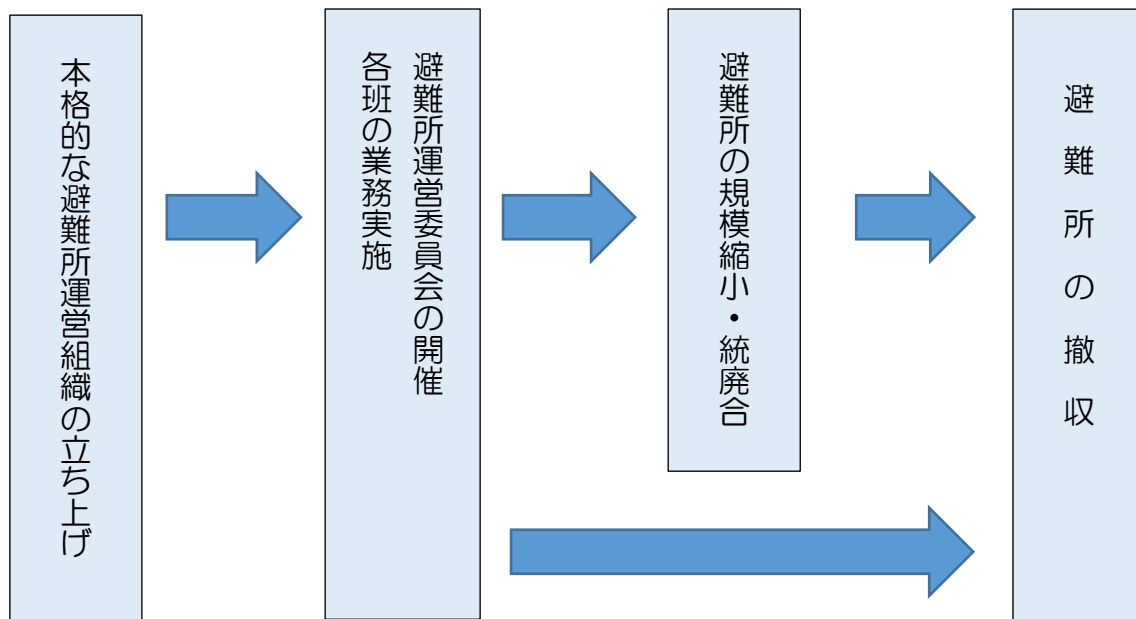 本格的な避難所運営組織の立ち上げ
避難所運営委員会の開催
各班の業務実施
避難所の規模縮小・統廃合
避難所の撤収